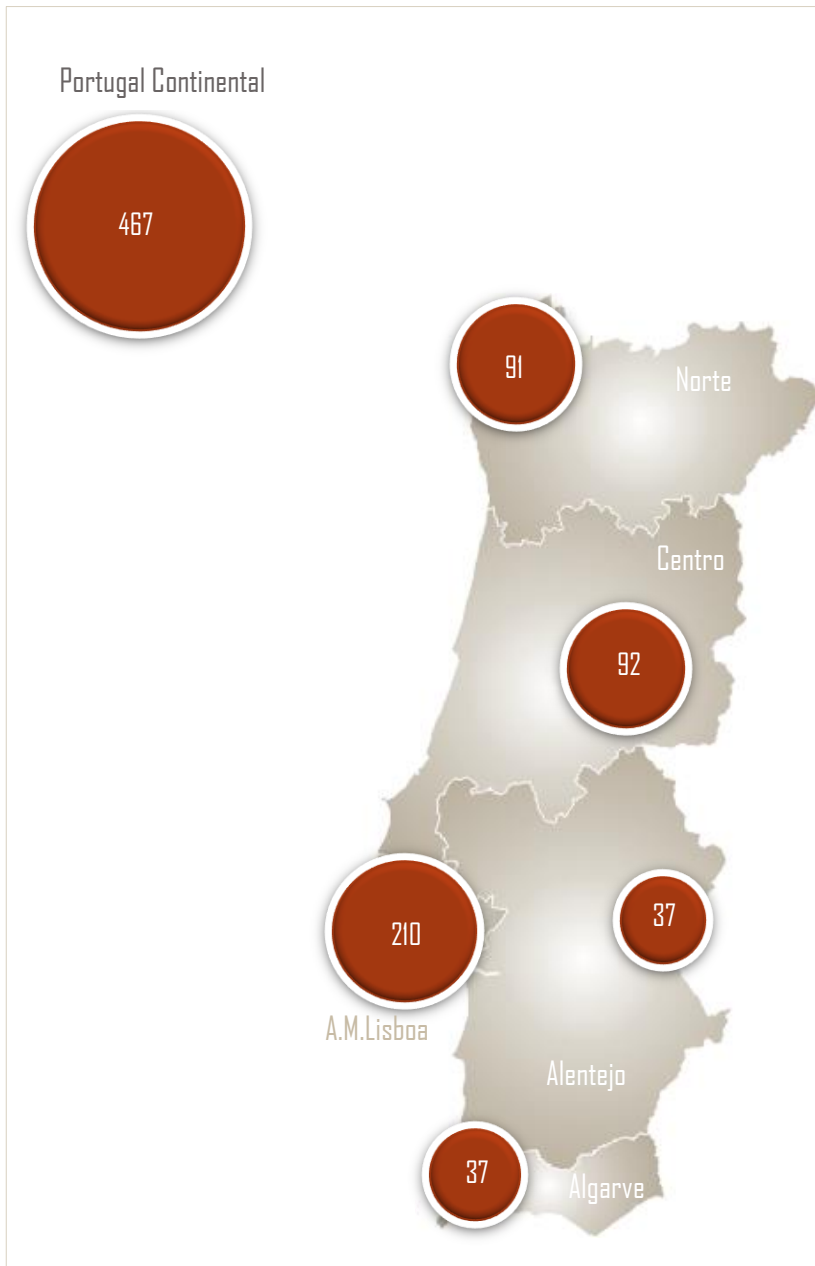 Portugal Continental
467
91
Norte
Centro
92
37
210
A.M.Lisboa
Alentejo
37
Algarve